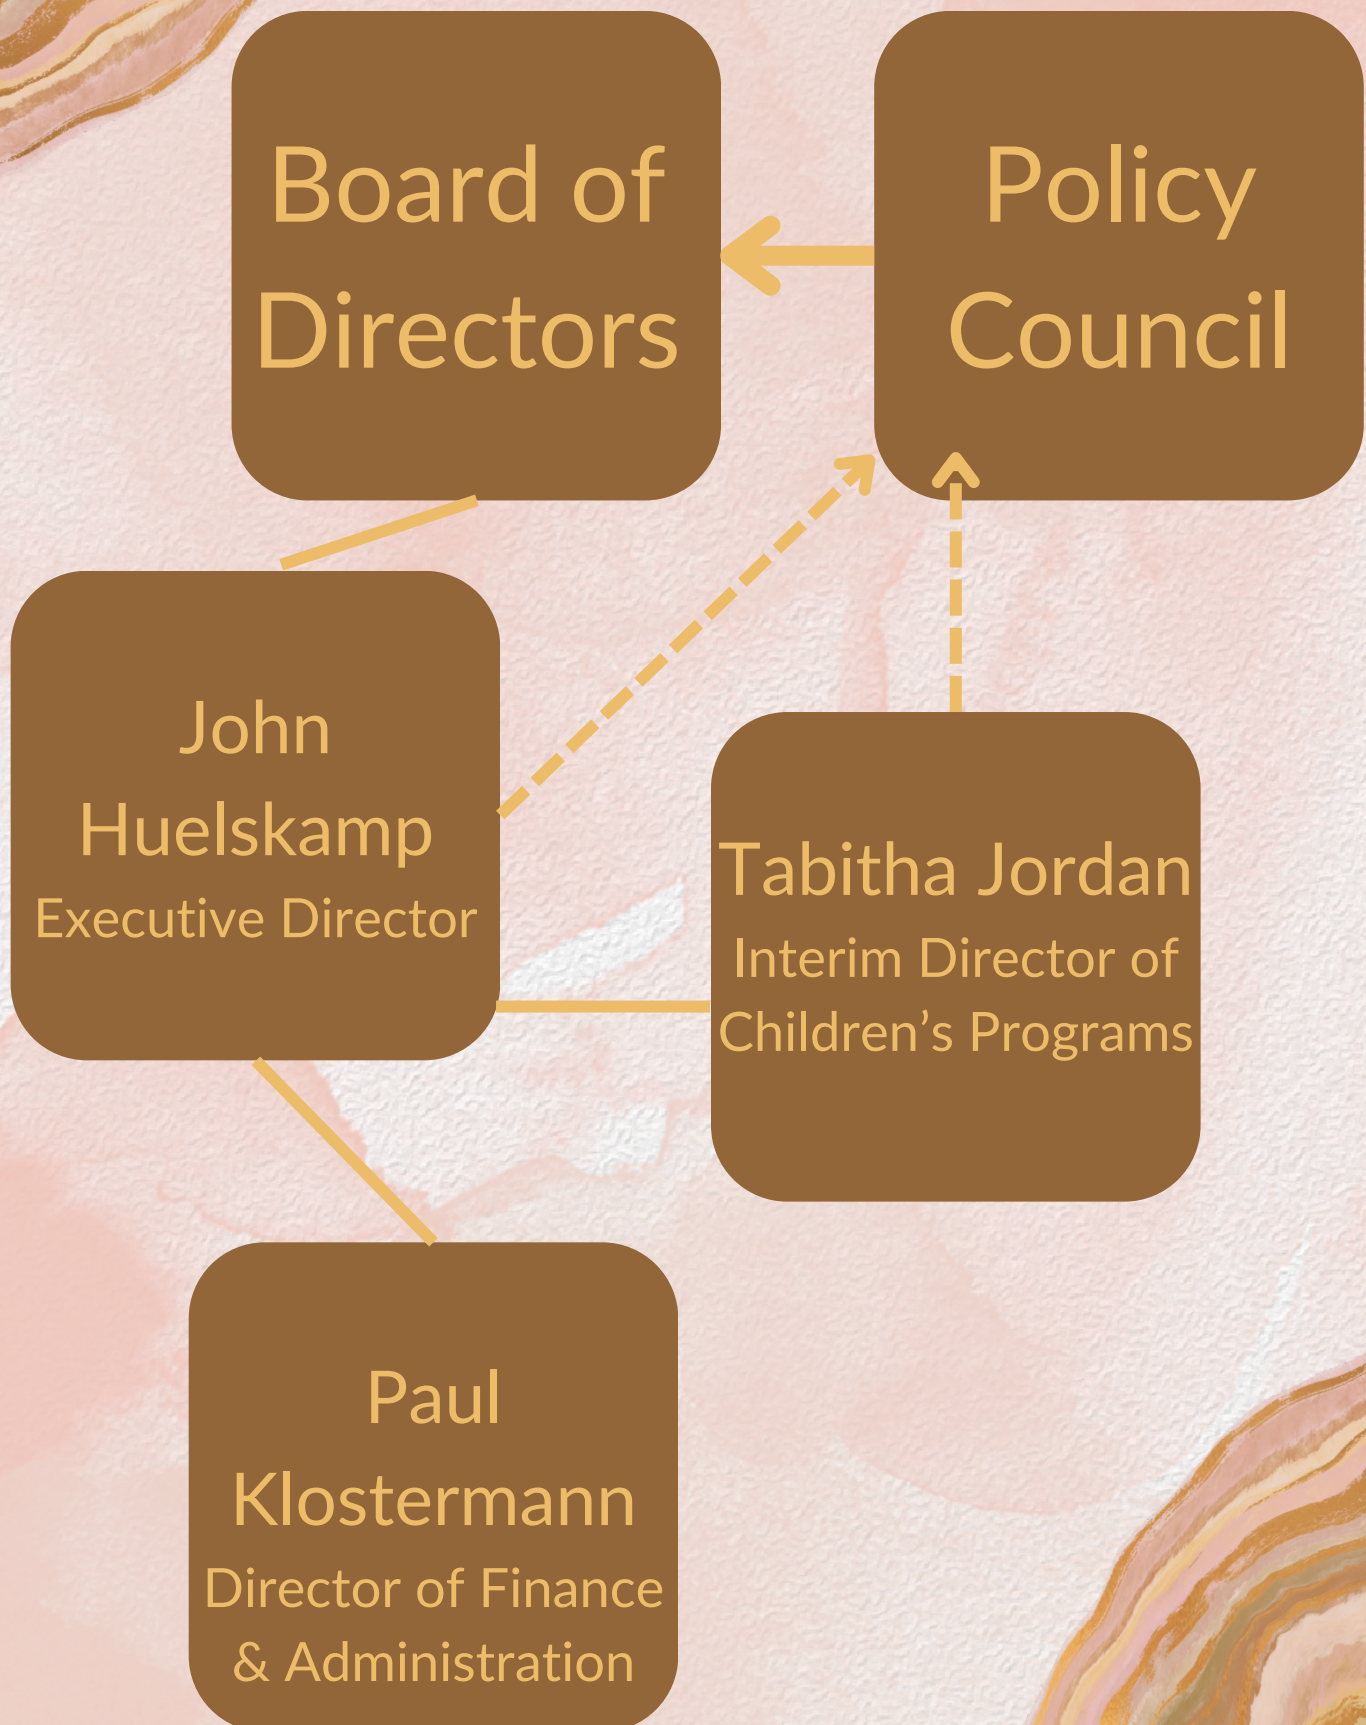 Board of
Directors
Policy
Council
John
Huelskamp
Executive Director
Tabitha Jordan
Interim Director of
Children’s Programs
Paul
Klostermann
Director of Finance
& Administration